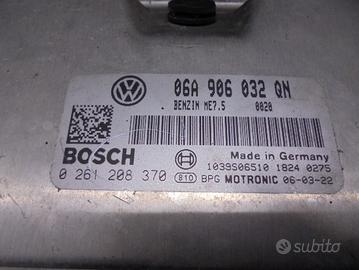 06A 906 032 QN
BENZIN ME7.5 0020
BOSCH
Made in Germany
1039S06510 1824 0275
0 261 208 370 810 BPG MOTRONIC 06-03-22
subito